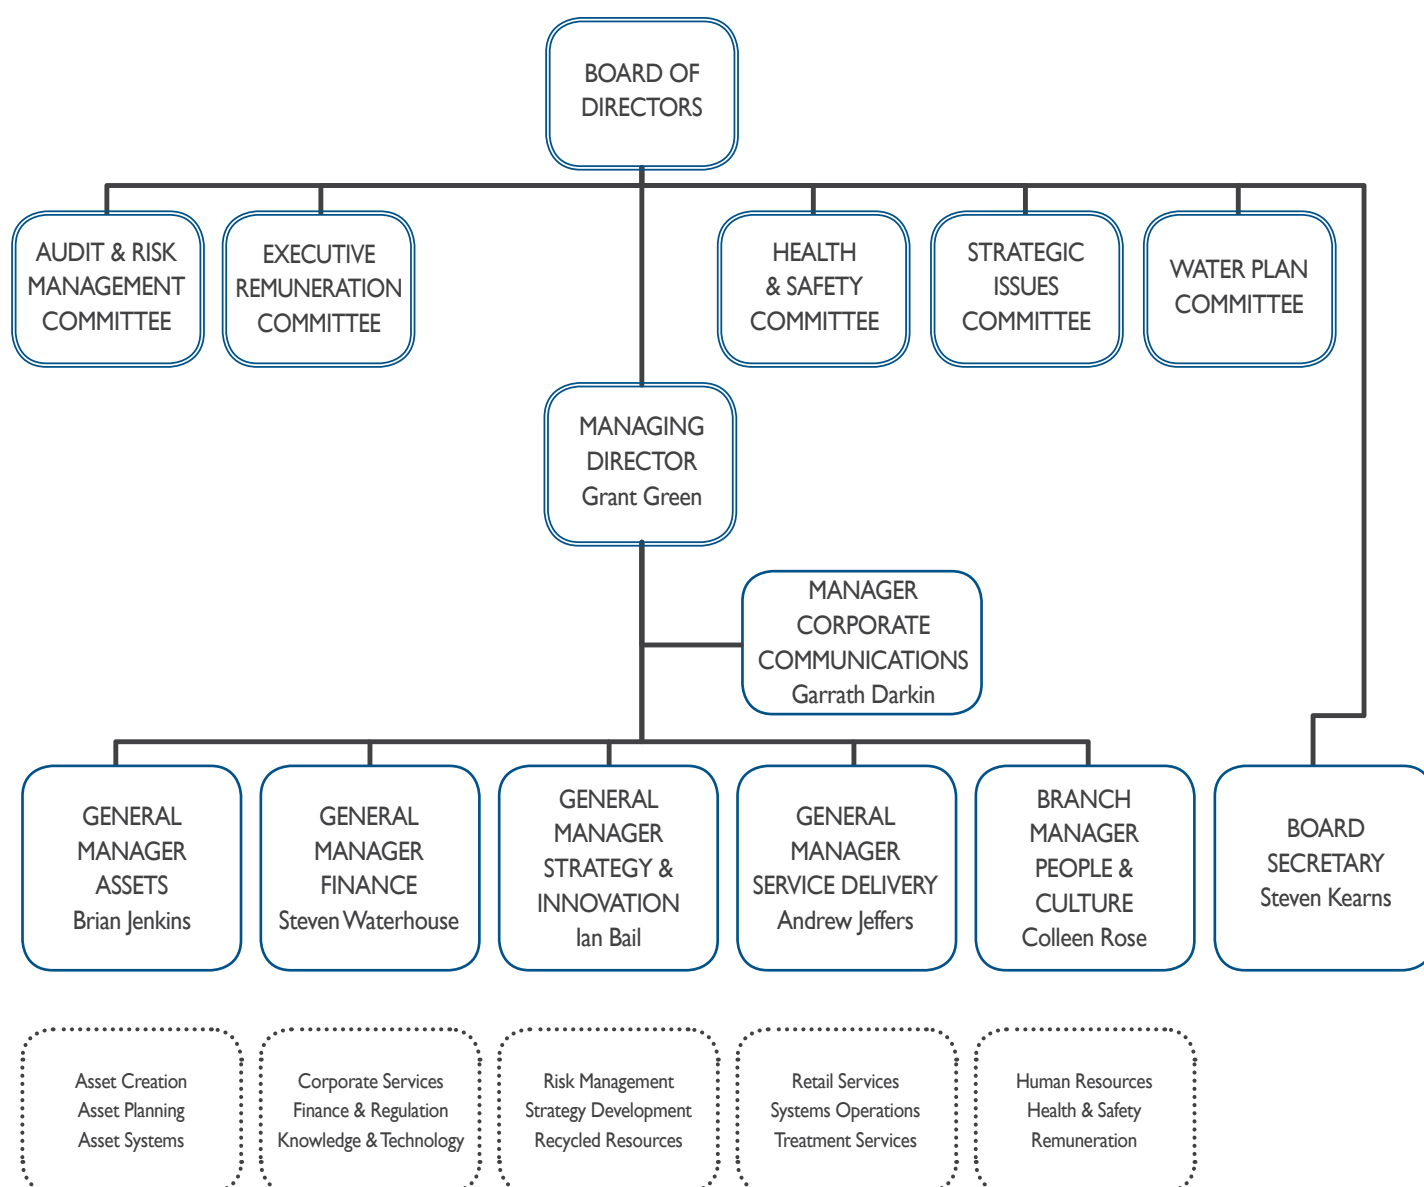 BOARD OF
DIRECTORS
AUDIT & RISK
MANAGEMENT
COMMITTEE
EXECUTIVE
REMUNERATION
COMMITTEE
HEALTH
& SAFETY
COMMITTEE
STRATEGIC
ISSUES
COMMITTEE
WATER PLAN
COMMITTEE
MANAGING
DIRECTOR
Grant Green
MANAGER
CORPORATE
COMMUNICATIONS
Garrath Darkin
GENERAL
MANAGER
ASSETS
Brian Jenkins
GENERAL
MANAGER
FINANCE
Steven Waterhouse
GENERAL
MANAGER
STRATEGY &
INNOVATION
Ian Bail
GENERAL
MANAGER
SERVICE DELIVERY
Andrew Jeffers
BRANCH
MANAGER
PEOPLE &
CULTURE
Colleen Rose
BOARD
SECRETARY
Steven Kearns
Asset Creation
Asset Planning
Asset Systems
Corporate Services
Finance & Regulation
Knowledge & Technology
Risk Management
Strategy Development
Recycled Resources
Retail Services
Systems Operations
Treatment Services
Human Resources
Health & Safety
Remuneration